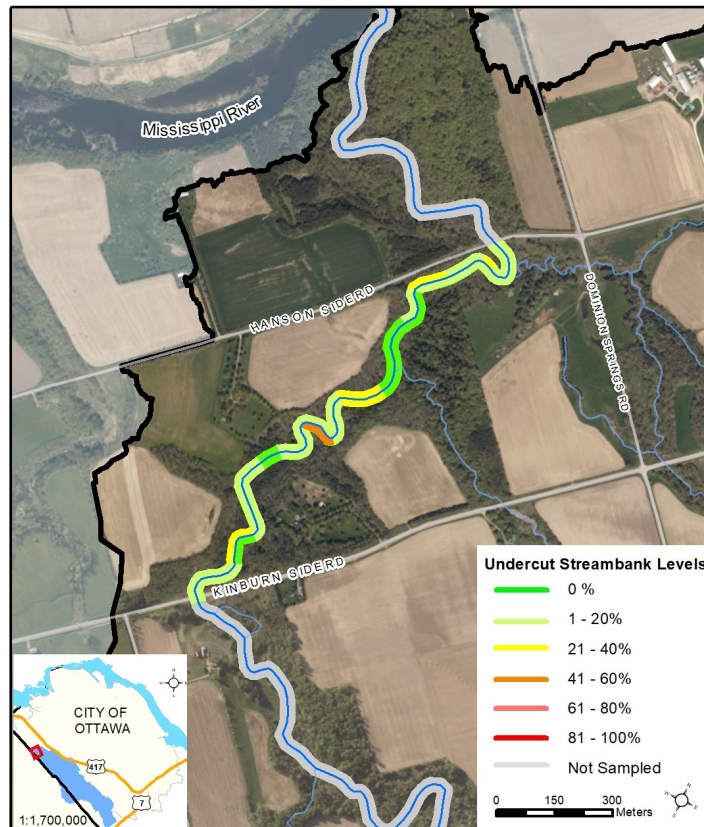 Mississippi River
HANSON SIDERD
DOMINION SPRINGS RD
KINBURN SIDERD
Undercut Streambank Levels
0 %
1 - 20%
21 - 40%
41 - 60%
61 - 80%
81 - 100%
Not Sampled
300 150 0 300
Meters
N
E
S
W
CITY OF
OTTAWA
N
E
S
W
417
7
1:1,700,000